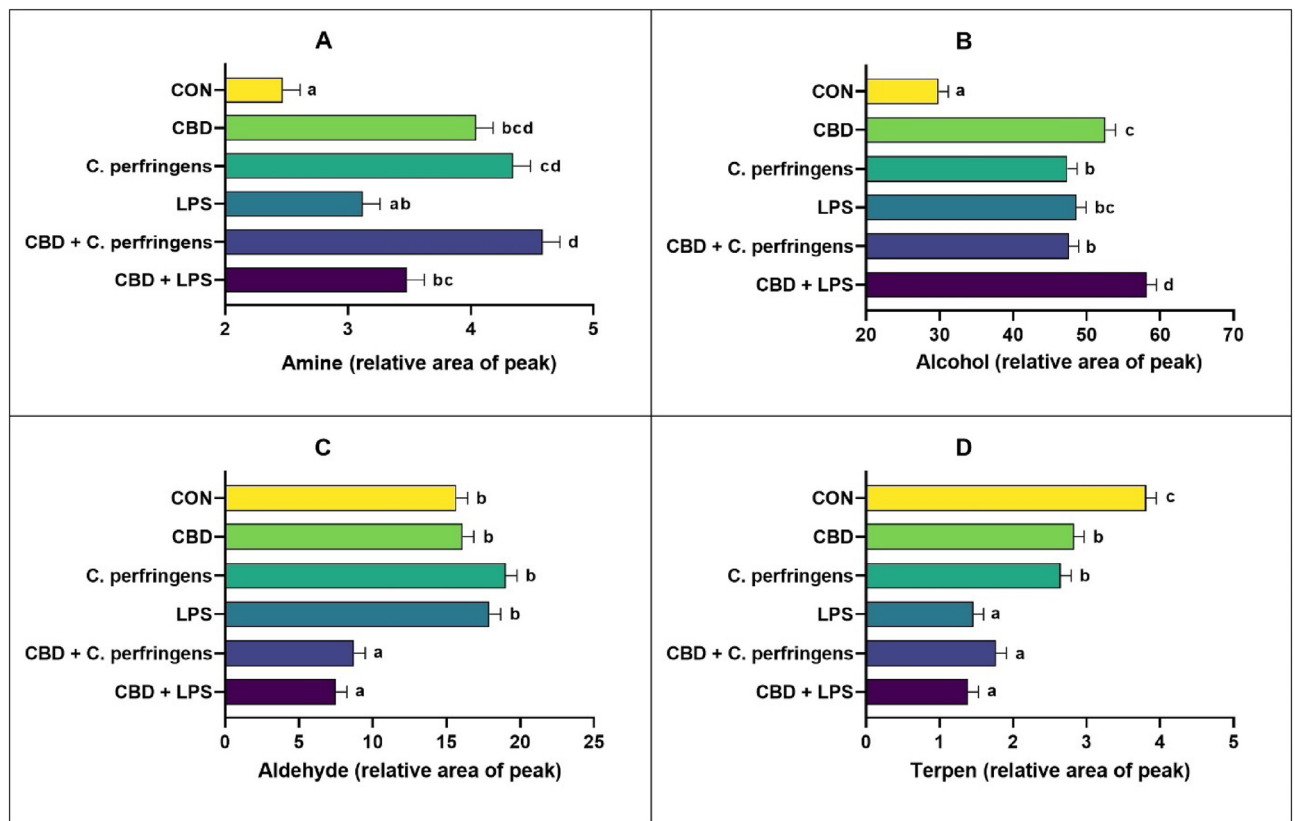 A
CON
a
CBD
bcd
C. perfringens
cd
LPS
ab
CBD + C. perfringens
d
CBD + LPS
bc
2 3 4 5
Amine (relative area of peak)
B
CON
a
CBD
c
C. perfringens
b
LPS
bc
CBD + C. perfringens
b
CBD + LPS
d
20 30 40 50 60 70
Alcohol (relative area of peak)
C
CON
b
CBD
b
C. perfringens
b
LPS
b
CBD + C. perfringens
a
CBD + LPS
a
0 5 10 15 20 25
Aldehyde (relative area of peak)
D
CON
c
CBD
b
C. perfringens
b
LPS
a
CBD + C. perfringens
a
CBD + LPS
a
0 1 2 3 4 5
Terpen (relative area of peak)